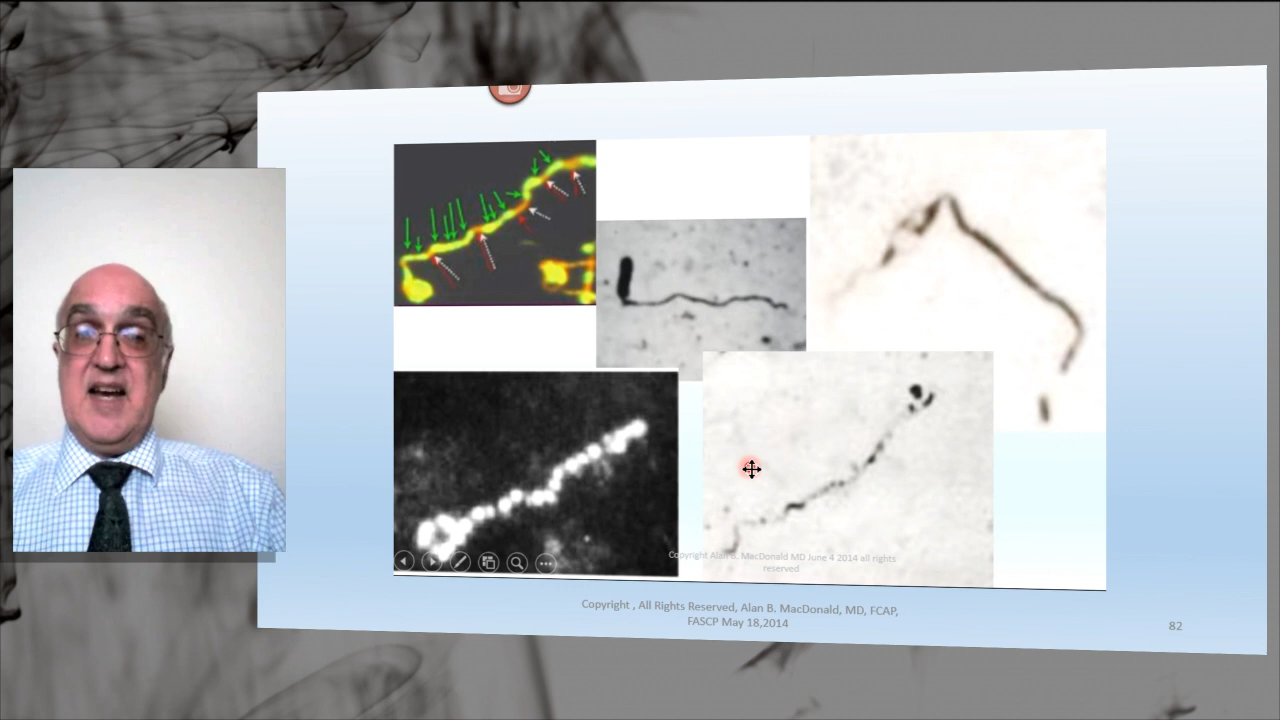 Copyright Alan B. MacDonald MD June 4 2014 all rights
reserved
Copyright , All Rights Reserved, Alan B. MacDonald, MD, FCAP,
FASCP May 18,2014
82